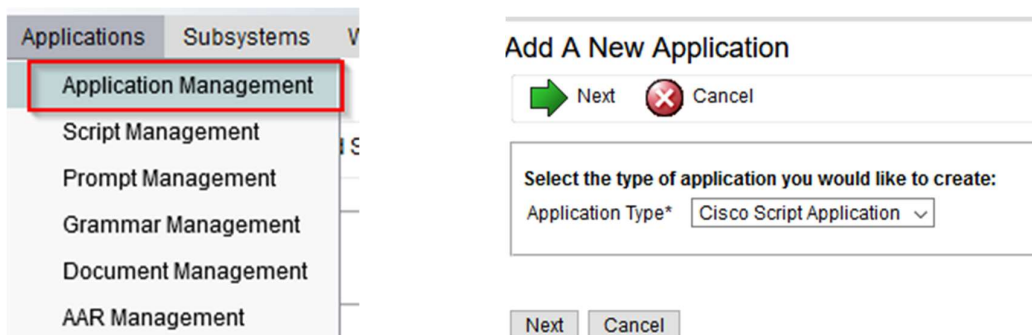 Applications Subsystems
Application Management
Script Management
Prompt Management
Grammar Management
Document Management
AAR Management
Add A New Application
Next Cancel
Select the type of application you would like to create:
Application Type* Cisco Script Application
Next Cancel